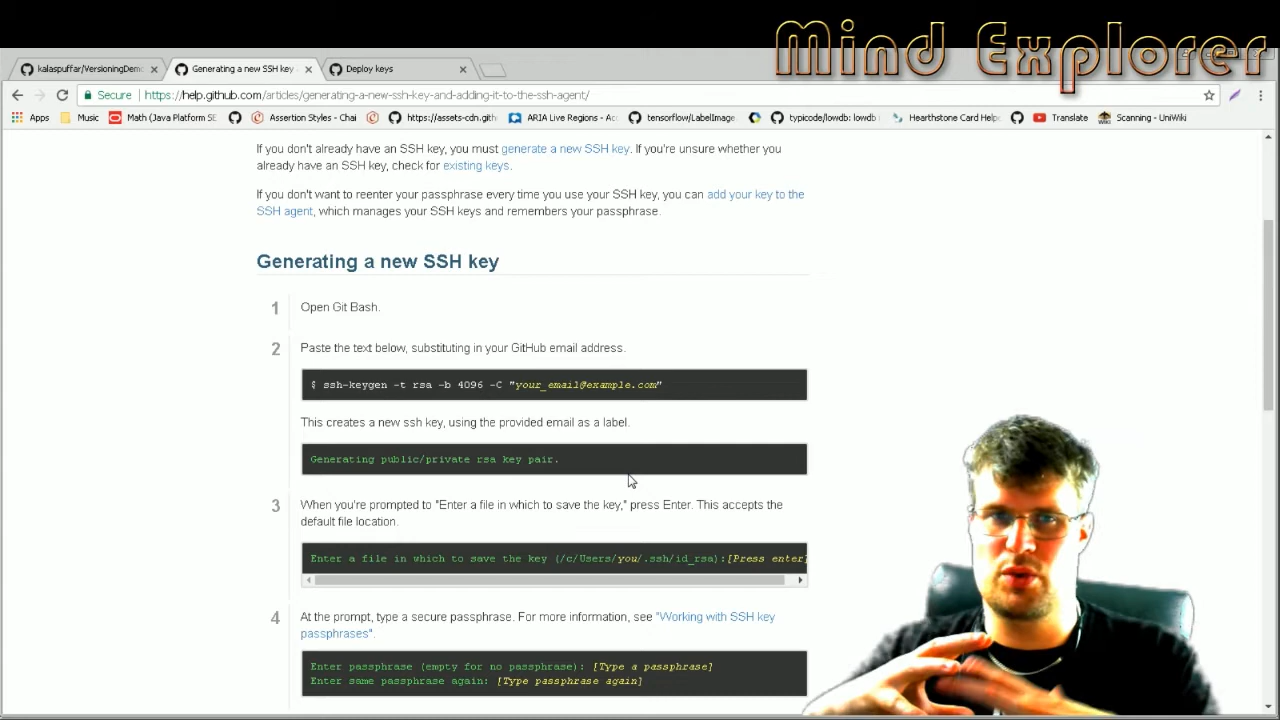 Mind Explorer
kalaspuffar/VersioningDem
Generating a new SSH key
Deploy keys
Secure
https://help.github.com/articles/generating-a-new-ssh-key-and-adding-it-to-the-ssh-agent/
Apps
Music
Math (Java Platform SE
Assertion Styles - Chai
https://assets-cdn.gith
ARIA Live Regions - Ac
tensorflow/LabelImage
typicode/lowdb: lowdb i
Hearthstone Card Help
Translate
Scanning - UniWiki
If you don't already have an SSH key, you must generate a new SSH key. If you're unsure whether you
already have an SSH key, check for existing keys.
If you don't want to reenter your passphrase every time you use your SSH key, you can add your key to the
SSH agent, which manages your SSH keys and remembers your passphrase.
Generating a new SSH key
1 Open Git Bash.
2 Paste the text below, substituting in your GitHub email address.
$ ssh-keygen -t rsa -b 4096 -C "your_email@example.com"
This creates a new ssh key, using the provided email as a label.
Generating public/private rsa key pair.
3 When you're prompted to "Enter a file in which to save the key," press Enter. This accepts the
default file location.
Enter a file in which to save the key (/c/Users/you/.ssh/id_rsa):[Press enter]
4 At the prompt, type a secure passphrase. For more information, see "Working with SSH key
passphrases".
Enter passphrase (empty for no passphrase): [Type a passphrase]
Enter same passphrase again: [Type passphrase again]